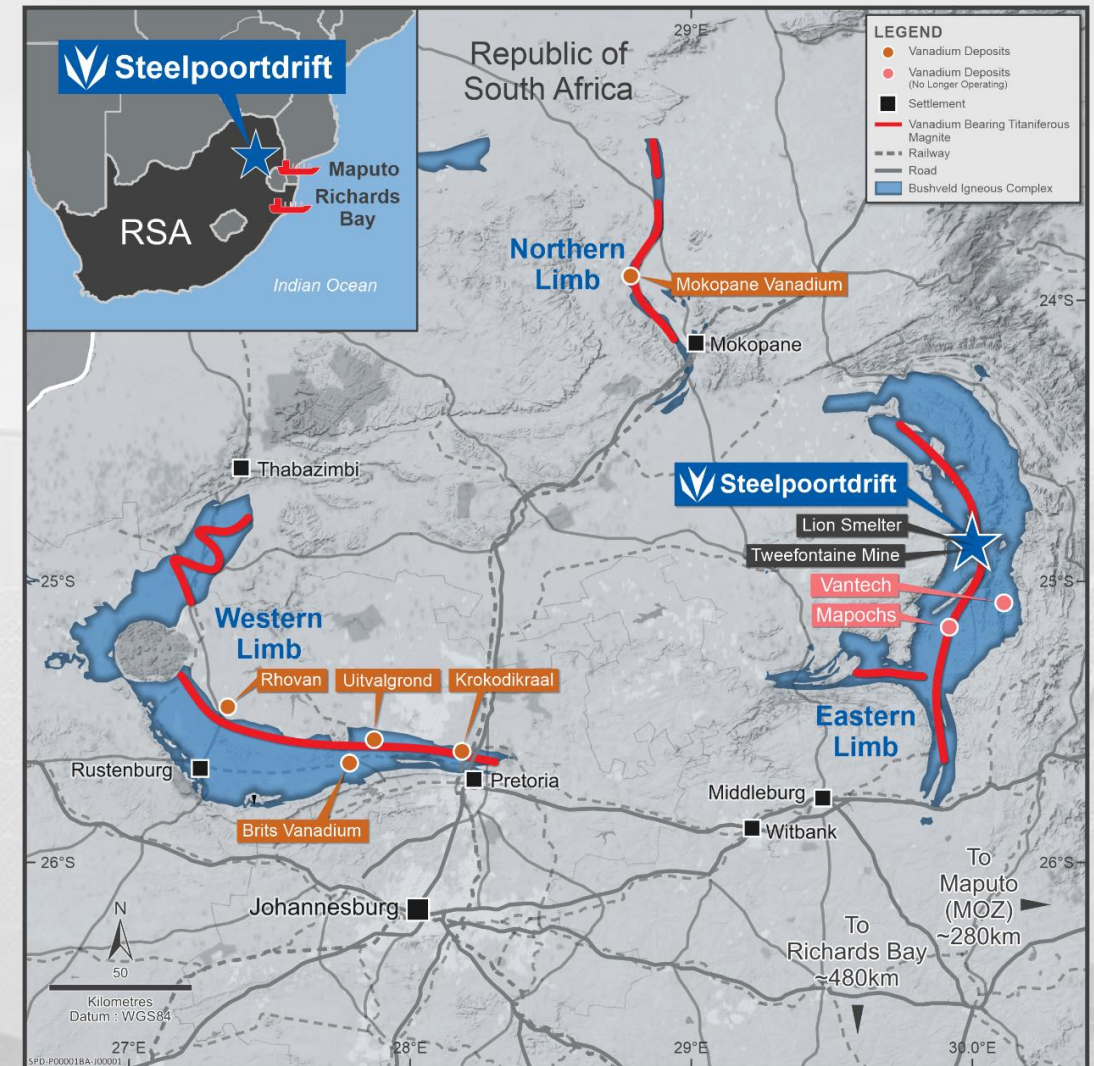 Steelpoortdrift
Maputo
Richards
Bay
RSA
Indian Ocean
Republic of
South Africa
29°E
LEGEND
Vanadium Deposits
Vanadium Deposits
(No Longer Operating)
Settlement
Vanadium Bearing Titaniferous
Magnite
Railway
Road
Bushveld Igneous Complex
Northern
Limb
Mokopane Vanadium
24°S
Mokopane
Thabazimbi
Steelpoortdrift
Lion Smelter
Tweefontaine Mine
25°S
25°S
Vantech
Mapochs
Western
Limb
Rhovan
Uitvalgrond
Krokodikraal
Eastern
Limb
Rustenburg
Pretoria
Brits Vanadium
Middleburg
Witbank
26°S
26°S
To
Maputo
(MOZ)
~280km
Johannesburg
To
Richards Bay
~480km
N
50
Kilometres
Datum : WGS84
SPD-P00001BA-J00001
27°E
28°E
29°E
30.0°E